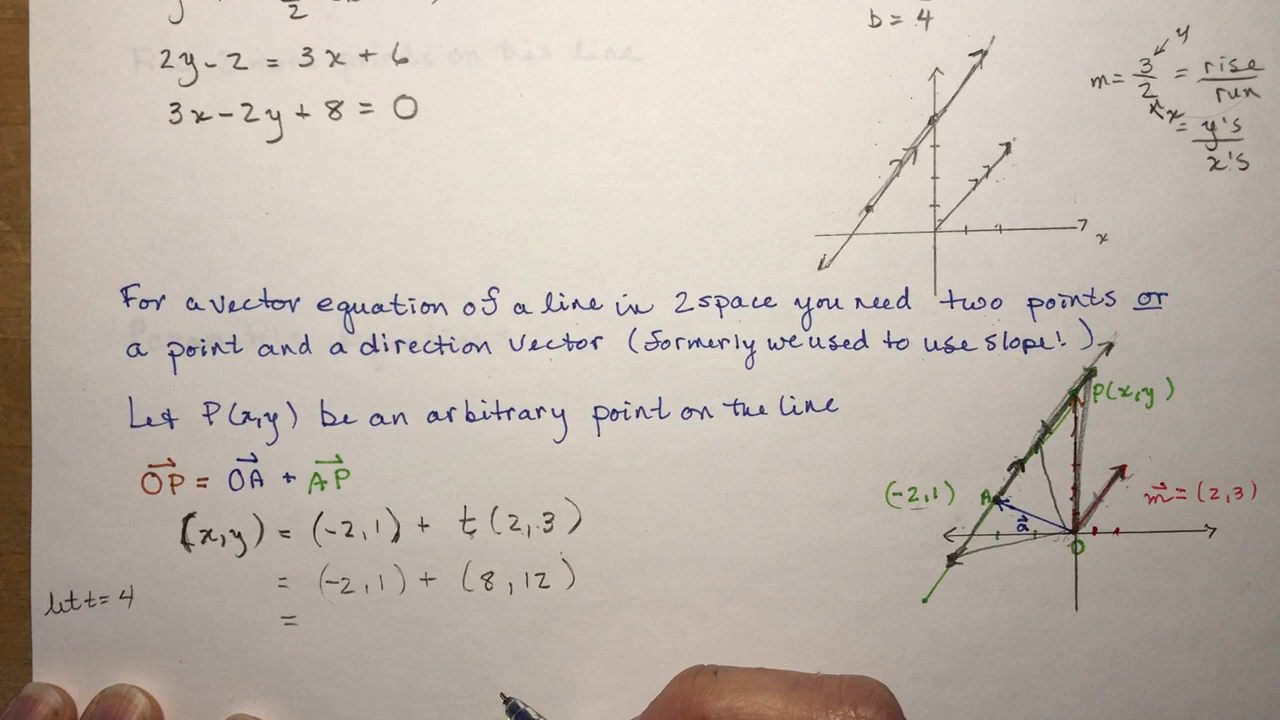 y 2
2y - 2 = 3x + 6
3x - 2y + 8 = 0
b = 4
m = 3/2 = rise/run
y
x
= y's/x's
x
For a vector equation of a line in 2 space you need two points or
a point and a direction vector (formerly we used to use slope!)
Let P(x,y) be an arbitrary point on the line
OP = OA + AP
(x,y) = (-2,1) + t(2,3)
let t = 4
= (-2,1) + (8,12)
=
P(x,y)
(-2,1) A
m = (2,3)
a
O